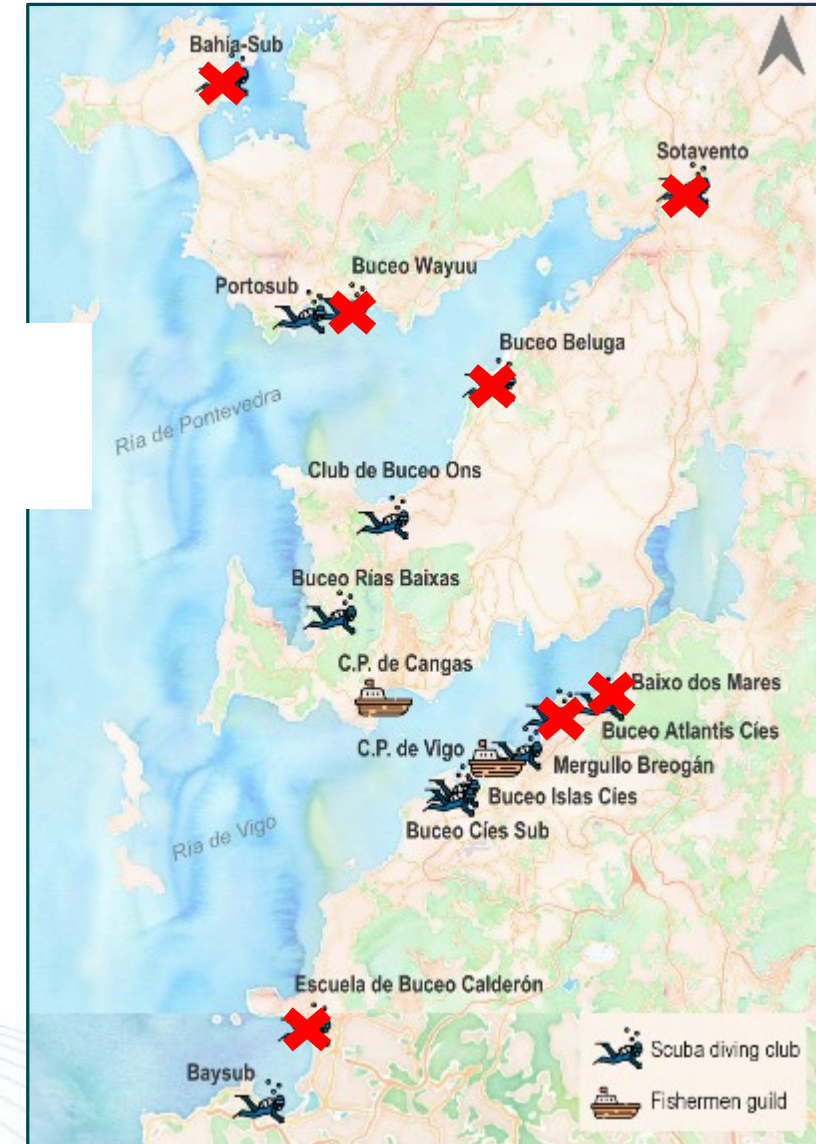 Bahía-Sub
Sotavento
Buceo Wayuu
Portosub
Buceo Beluga
Ría de Pontevedra
Club de Buceo Ons
Buceo Rías Baixas
C.P. de Cangas
Baixo dos Mares
Buceo Atlantis Cíes
C.P. de Vigo
Mergullo Breogán
Buceo Islas Cíes
Buceo Cíes Sub
Ría de Vigo
Escuela de Buceo Calderón
Baysub
Scuba diving club
Fishermen guild